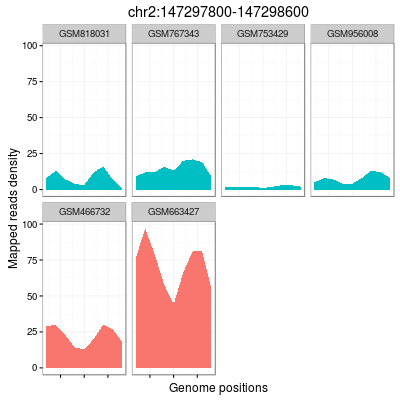 chr2:147297800-147298600
GSM818031 GSM767343 GSM753429 GSM956008
100
75
50
25
0
GSM466732 GSM663427
100
75
50
25
0
Mapped reads density
Genome positions